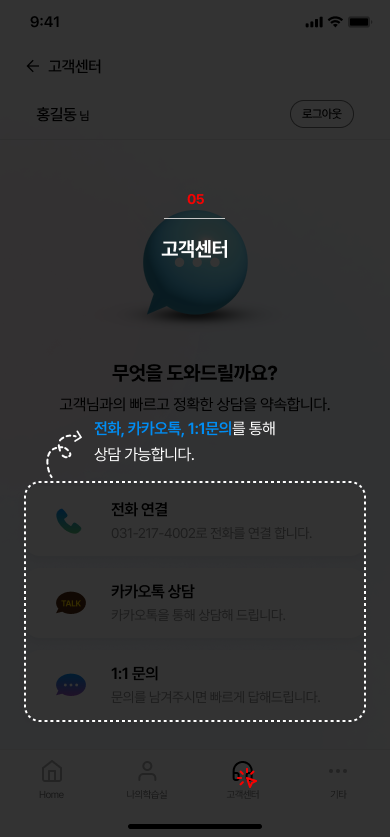 9:41
고객센터
홍길동 님
로그아웃
05
고객센터
무엇을 도와드릴까요?
고객님과의 빠르고 정확한 상담을 약속합니다.
전화, 카카오톡, 1:1문의를 통해
상담 가능합니다.
전화 연결
031-217-4002로 전화를 연결 합니다.
TALK
카카오톡 상담
카카오톡을 통해 상담해 드립니다.
1:1 문의
문의를 남겨주시면 빠르게 답해드립니다.
Home
나의학습실
고객센터
기타